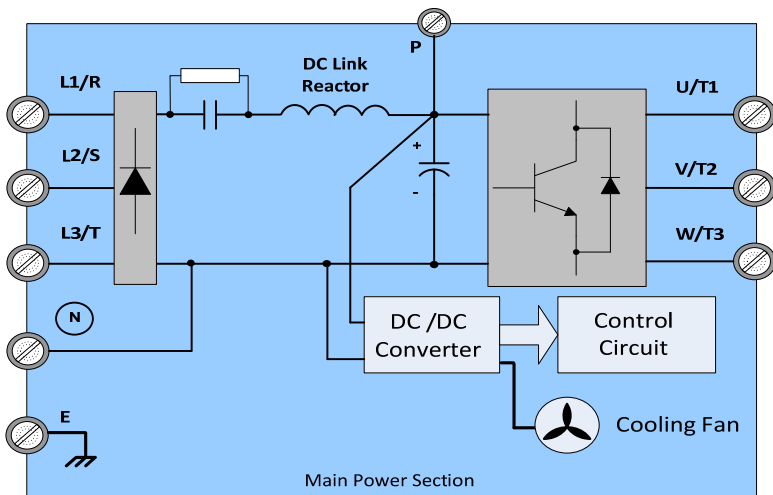 P
L1/R
DC Link
Reactor
U/T1
+
L2/S
V/T2
-
L3/T
W/T3
N
DC /DC
Converter
Control
Circuit
E
Cooling Fan
Main Power Section